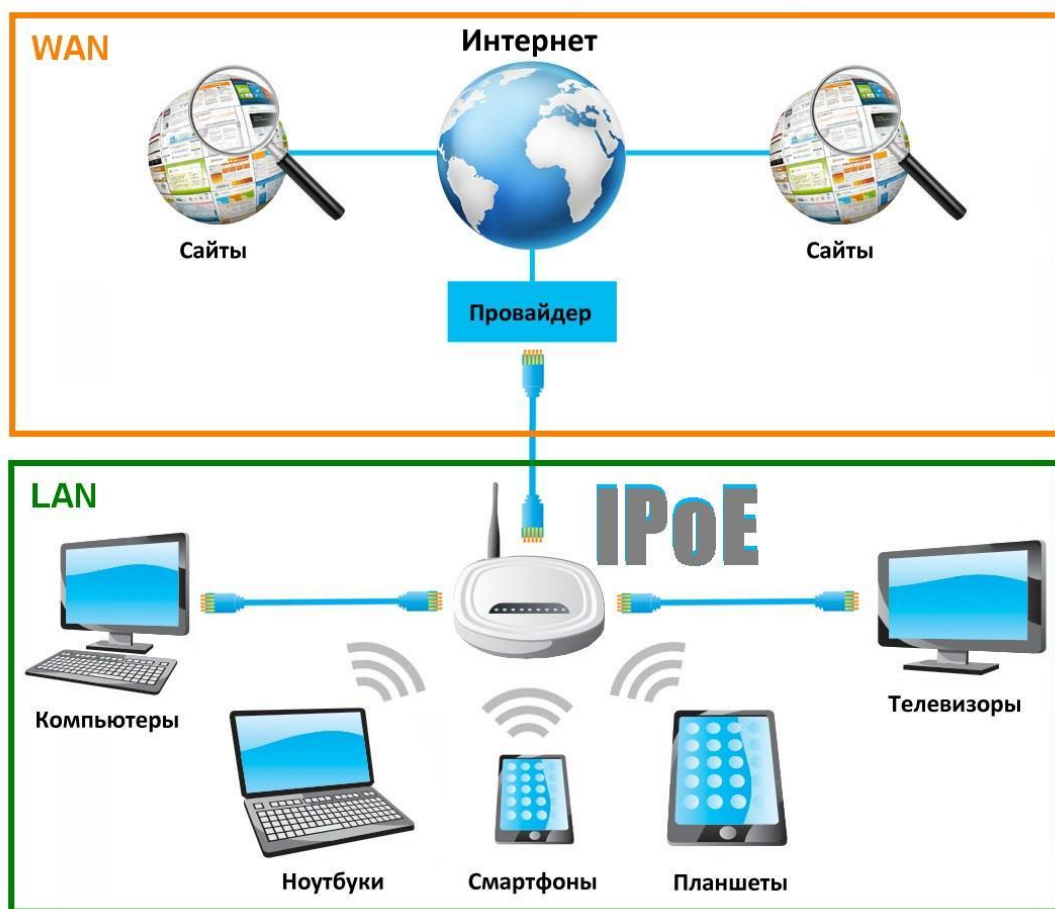 WAN
Интернет
Сайты
Сайты
Провайдер
LAN
IPoE
Компьютеры
Телевизоры
Ноутбуки
Смартфоны
Планшеты